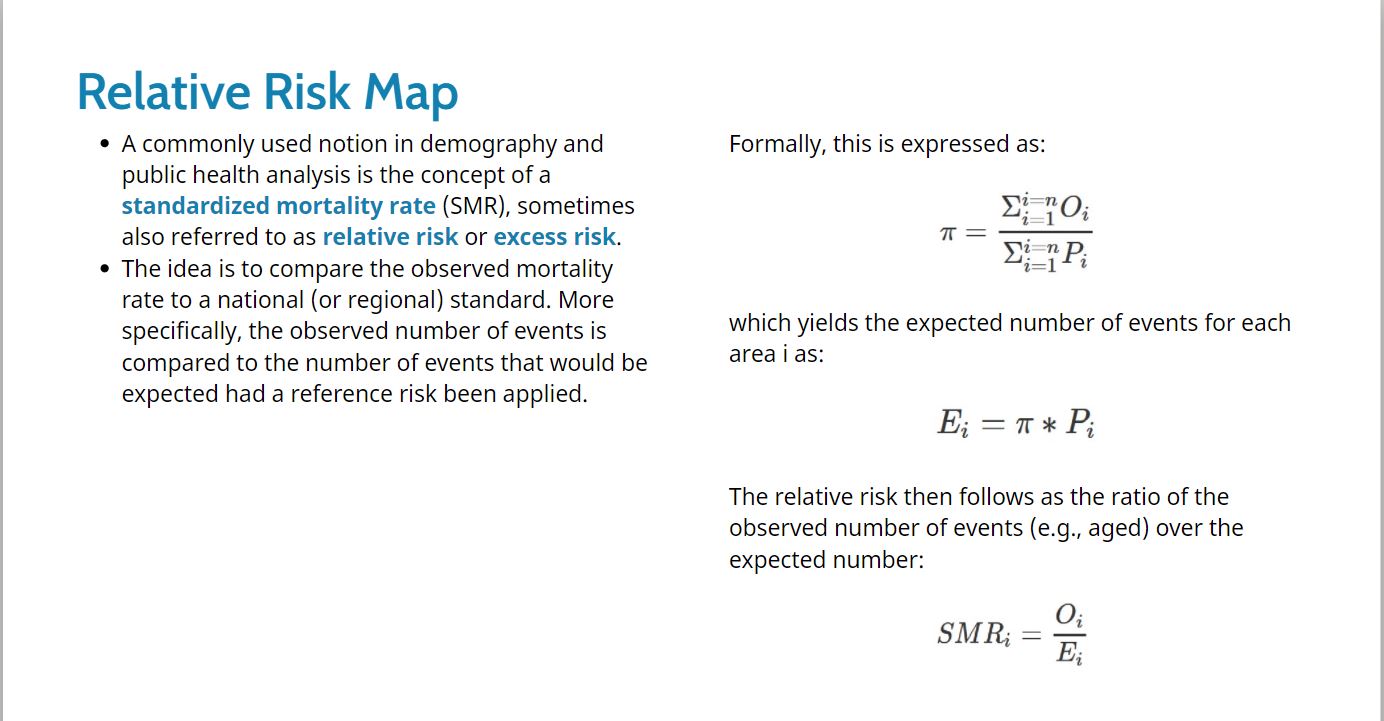 Relative Risk Map
• A commonly used notion in demography and
public health analysis is the concept of a
standardized mortality rate (SMR), sometimes
also referred to as relative risk or excess risk.
• The idea is to compare the observed mortality
rate to a national (or regional) standard. More
specifically, the observed number of events is
compared to the number of events that would be
expected had a reference risk been applied.
Formally, this is expressed as:
π = \frac{Σ_{i=1}^{i=n} O_i}{Σ_{i=1}^{i=n} P_i}
which yields the expected number of events for each
area i as:
E_i = π * P_i
The relative risk then follows as the ratio of the
observed number of events (e.g., aged) over the
expected number:
SMR_i = \frac{O_i}{E_i}